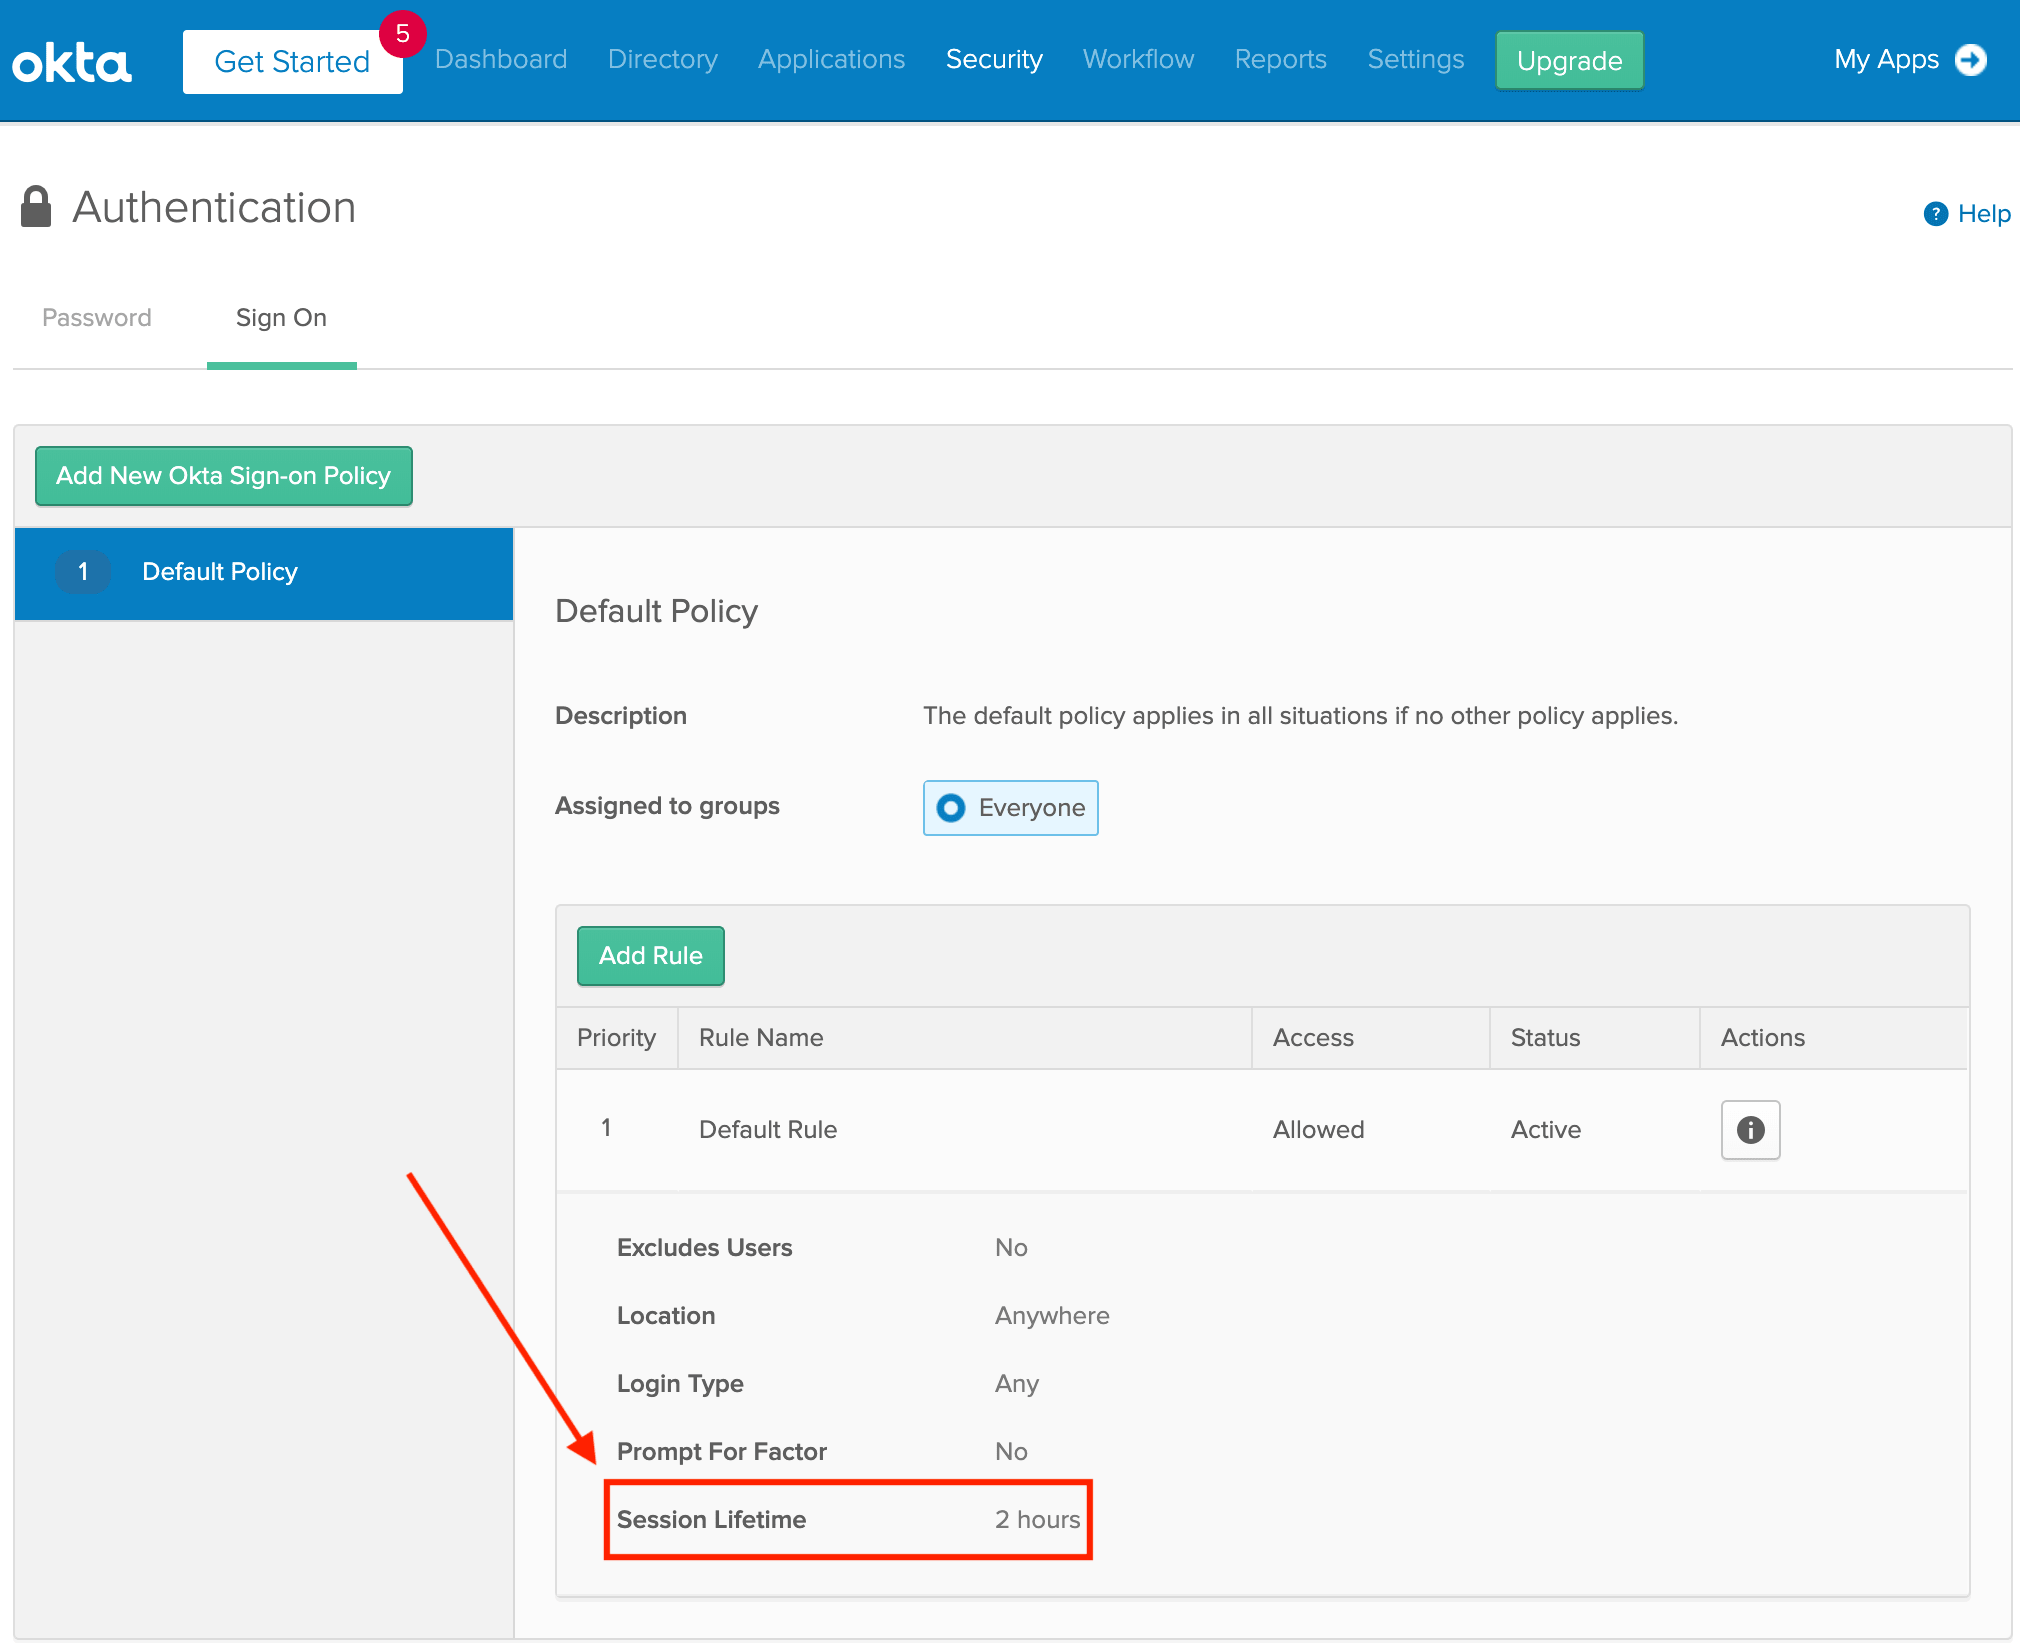 okta
Get Started
5
Dashboard
Directory
Applications
Security
Workflow
Reports
Settings
Upgrade
My Apps
Authentication
? Help
Password
Sign On
Add New Okta Sign-on Policy
1 Default Policy
Default Policy
Description The default policy applies in all situations if no other policy applies.
Assigned to groups Everyone
Add Rule
Priority Rule Name Access Status Actions
1 Default Rule Allowed Active
Excludes Users No
Location Anywhere
Login Type Any
Prompt For Factor No
Session Lifetime 2 hours